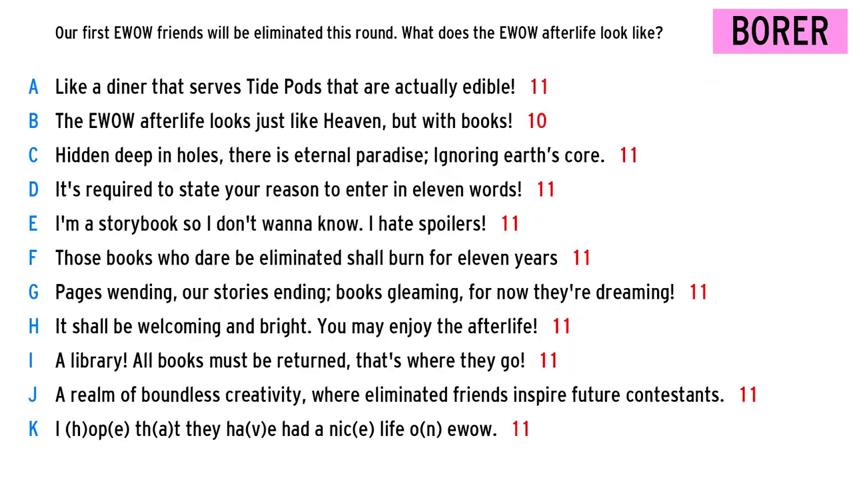 Our first EWOW friends will be eliminated this round. What does the EWOW afterlife look like?
BORER
A Like a diner that serves Tide Pods that are actually edible! 11
B The EWOW afterlife looks just like Heaven, but with books! 10
C Hidden deep in holes, there is eternal paradise; Ignoring earth's core. 11
D It's required to state your reason to enter in eleven words! 11
E I'm a storybook so I don't wanna know. I hate spoilers! 11
F Those books who dare be eliminated shall burn for eleven years 11
G Pages wending, our stories ending; books gleaming, for now they're dreaming! 11
H It shall be welcoming and bright. You may enjoy the afterlife! 11
I A library! All books must be returned, that's where they go! 11
J A realm of boundless creativity, where eliminated friends inspire future contestants. 11
K I (h)op(e) th(a)t they ha(v)e had a nic(e) life o(n) ewow. 11